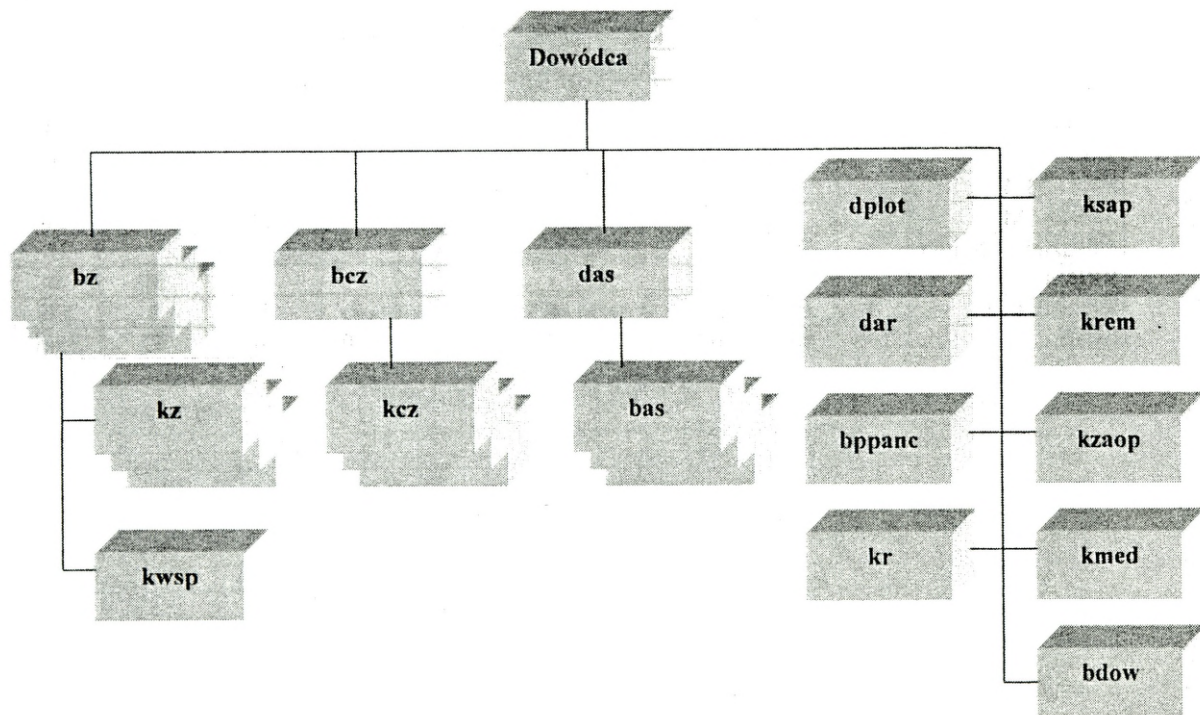 Dowódca
bz
bcz
das
kz
kcz
bas
kwsp
dplot
ksap
dar
krem
bppanc
kzaop
kr
kmed
bdow